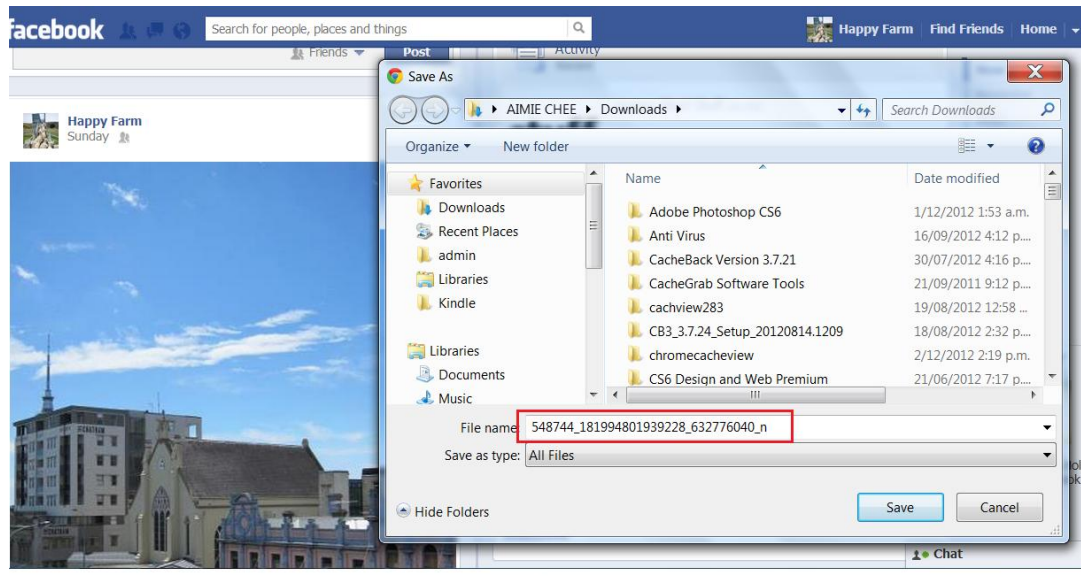 facebook
Search for people, places and things
Happy Farm Find Friends Home
Friends
Post
Activity
Happy Farm
Sunday
Save As
AIMIE CHEE Downloads
Search Downloads
Organize
New folder
Favorites
Downloads
Recent Places
admin
Libraries
Kindle
Libraries
Documents
Music
Name Date modified
Adobe Photoshop CS6 1/12/2012 1:53 a.m.
Anti Virus 16/09/2012 4:12 p....
CacheBack Version 3.7.21 30/07/2012 4:16 p....
CacheGrab Software Tools 21/09/2011 9:12 p....
cachview283 19/08/2012 12:58 ...
CB3_3.7.24_Setup_20120814.1209 18/08/2012 2:32 p....
chromecacheview 2/12/2012 2:19 p.m.
CS6 Design and Web Premium 21/06/2012 7:17 p....
File name: 548744_181994801939228_632776040_n
Save as type: All Files
Hide Folders
Save
Cancel
Chat